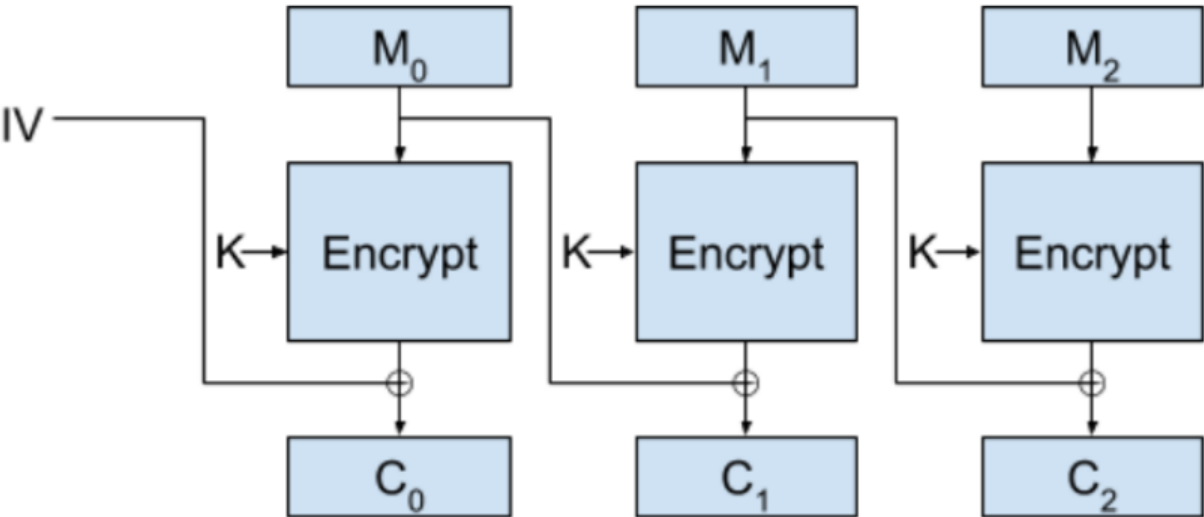 M₀ M₁ M₂
IV
K Encrypt K Encrypt K Encrypt
C₀ C₁ C₂